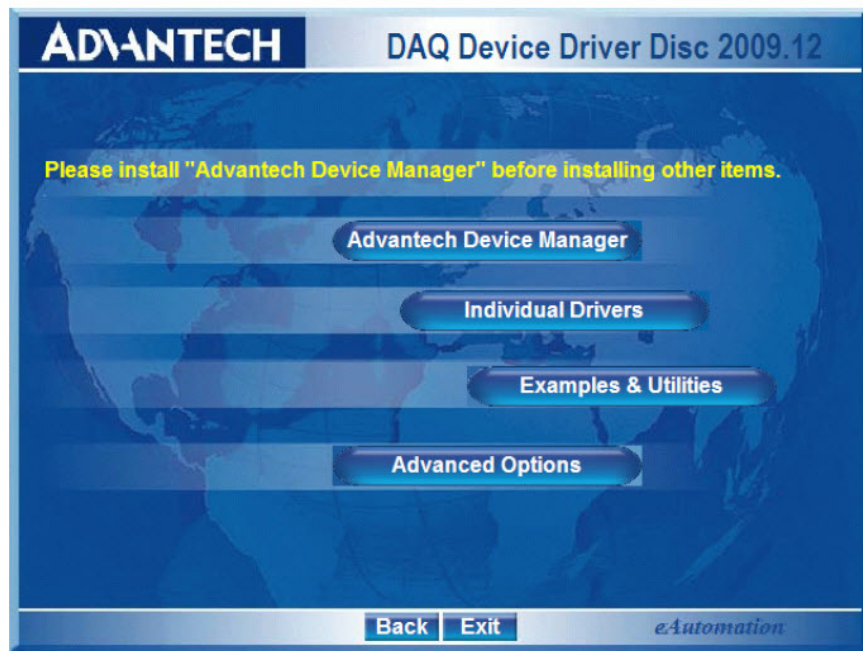 ADVANTECH
DAQ Device Driver Disc 2009.12
Please install "Advantech Device Manager" before installing other items.
Advantech Device Manager
Individual Drivers
Examples & Utilities
Advanced Options
Back Exit
eAutomation